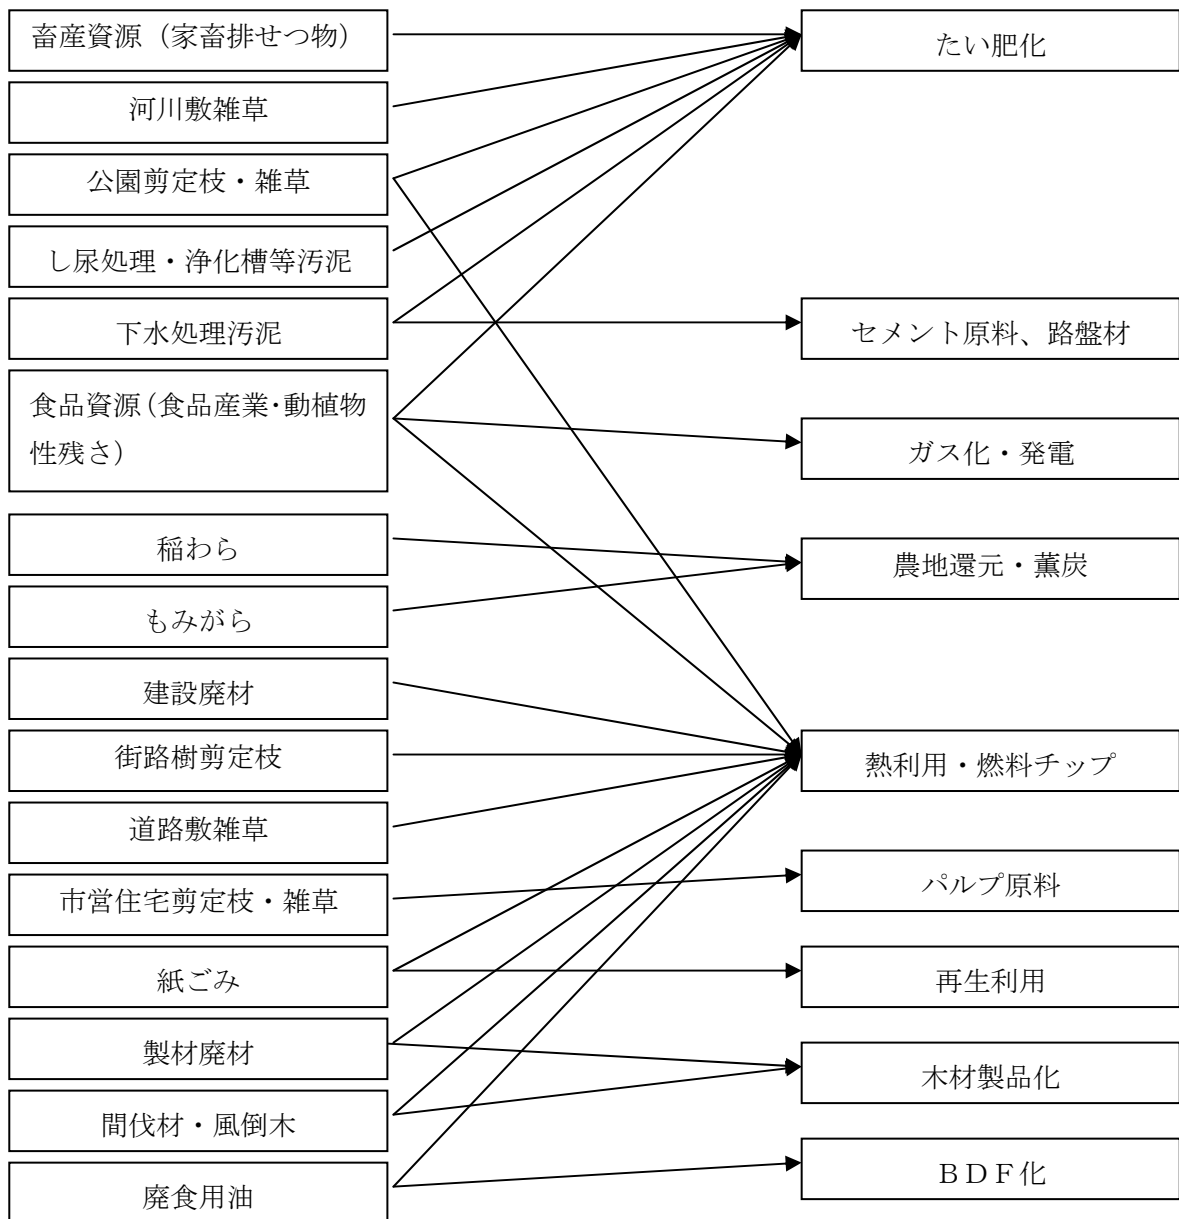 畜産資源（家畜排せつ物）
河川敷雑草
公園剪定枝・雑草
し尿処理・浄化槽等汚泥
下水処理汚泥
食品資源（食品産業・動植物
性残さ）
稲わら
もみがら
建設廃材
街路樹剪定枝
道路敷雑草
市営住宅剪定枝・雑草
紙ごみ
製材廃材
間伐材・風倒木
廃食用油
たい肥化
セメント原料、路盤材
ガス化・発電
農地還元・薫炭
熱利用・燃料チップ
パルプ原料
再生利用
木材製品化
ＢＤＦ化